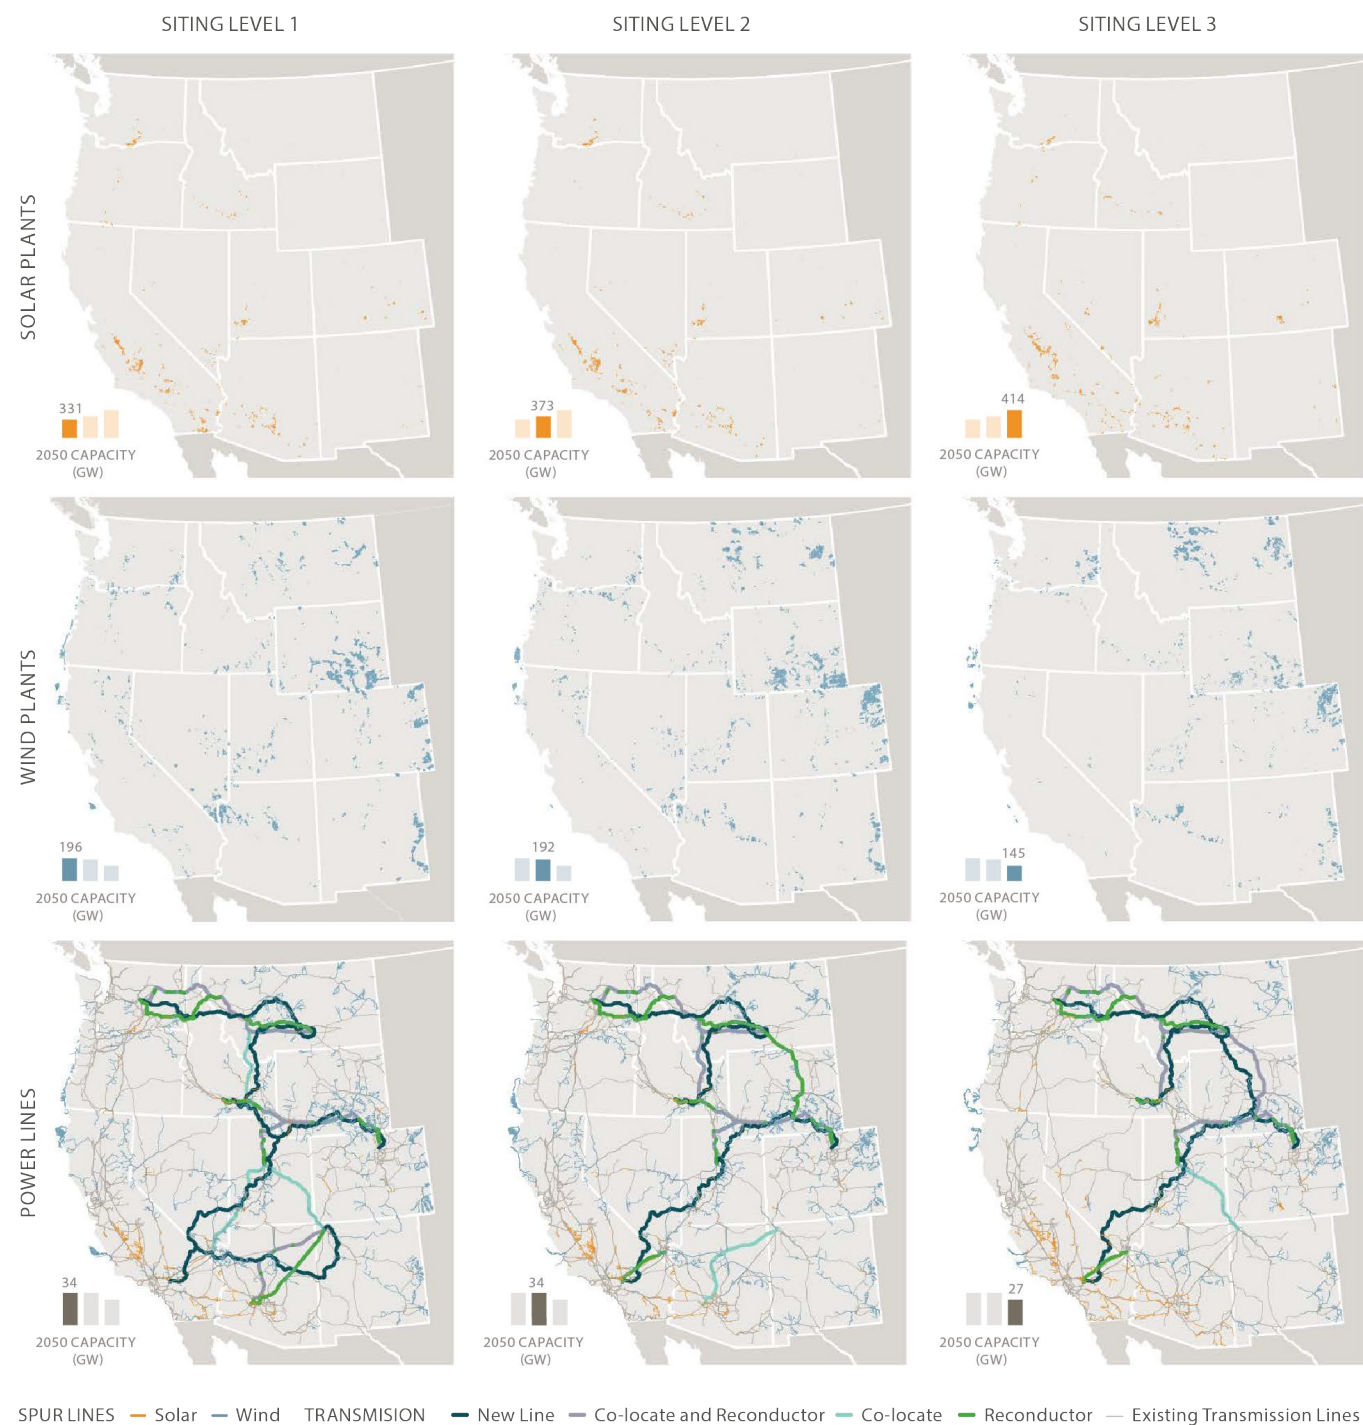 SITING LEVEL 1
SITING LEVEL 2
SITING LEVEL 3
SOLAR PLANTS
331
2050 CAPACITY
(GW)
373
2050 CAPACITY
(GW)
414
2050 CAPACITY
(GW)
WIND PLANTS
196
2050 CAPACITY
(GW)
192
2050 CAPACITY
(GW)
145
2050 CAPACITY
(GW)
POWER LINES
34
2050 CAPACITY
(GW)
34
2050 CAPACITY
(GW)
27
2050 CAPACITY
(GW)
SPUR LINES Solar Wind TRANSMISION New Line Co-locate and Reconductor Co-locate Reconductor Existing Transmission Lines